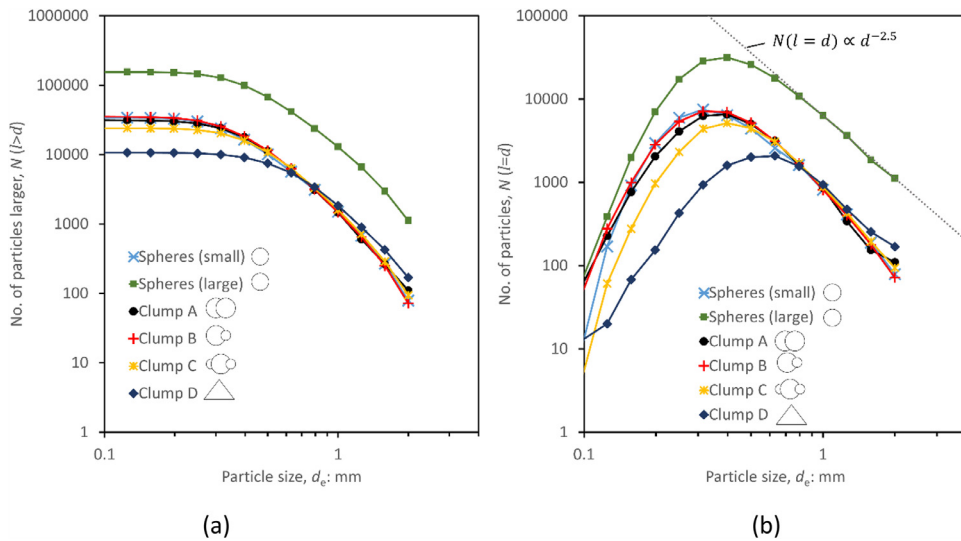 1000000
100000
10000
1000
100
10
1
No. of particles larger, N (l>d)
Spheres (small)
Spheres (large)
Clump A
Clump B
Clump C
Clump D
0.1
1
Particle size, dₑ: mm
(a)
100000
10000
1000
100
10
1
No. of particles, N (l=d)
N(l = d) ∝ d⁻²·⁵
Spheres (small)
Spheres (large)
Clump A
Clump B
Clump C
Clump D
0.1
1
Particle size, dₑ: mm
(b)